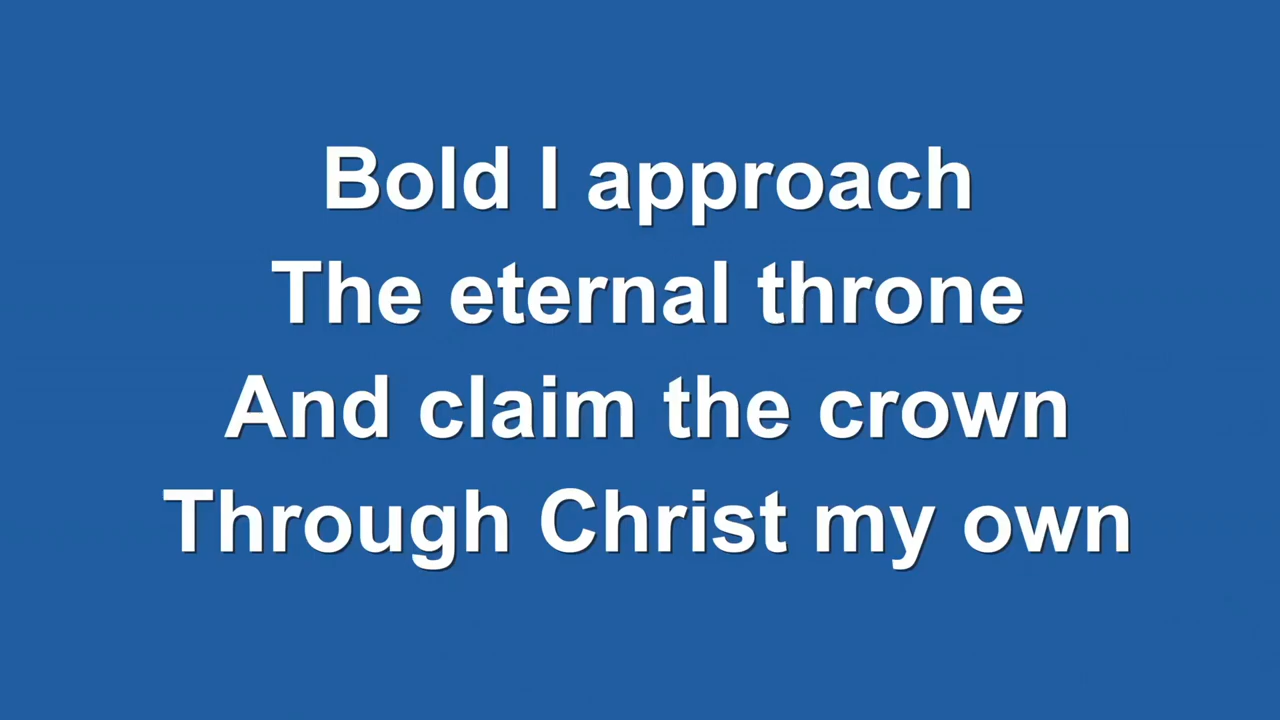 Bold I approach
The eternal throne
And claim the crown
Through Christ my own